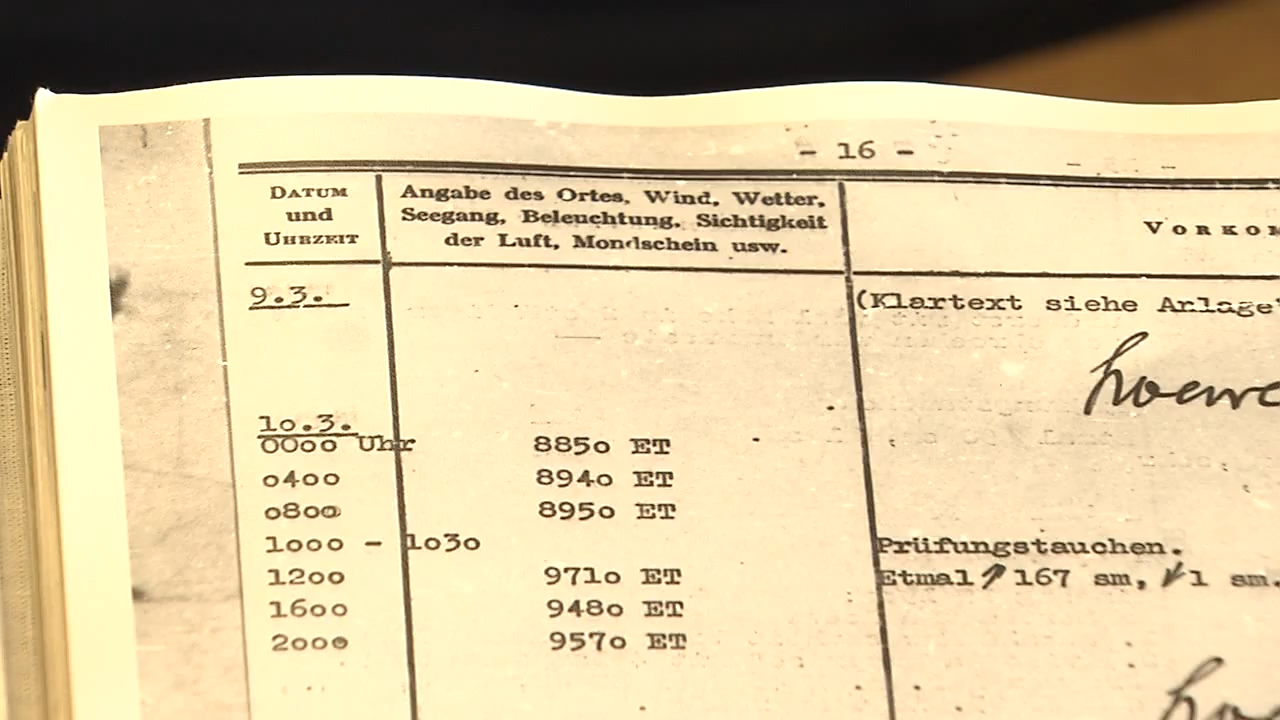 - 16 -
DATUM und UHRZEIT
Angabe des Ortes, Wind, Wetter, Seegang, Beleuchtung, Sichtigkeit der Luft, Mondschein usw.
VORKOM
9.3.
(Klartext siehe Anlage
10.3.
0000 Uhr 8850 ET
0400 8940 ET
0800 8950 ET
1000 - 1030 Prüfungstauchen.
1200 9710 ET Etmal ↗ 167 sm, ↙ 1 sm.
1600 9480 ET
2000 9570 ET